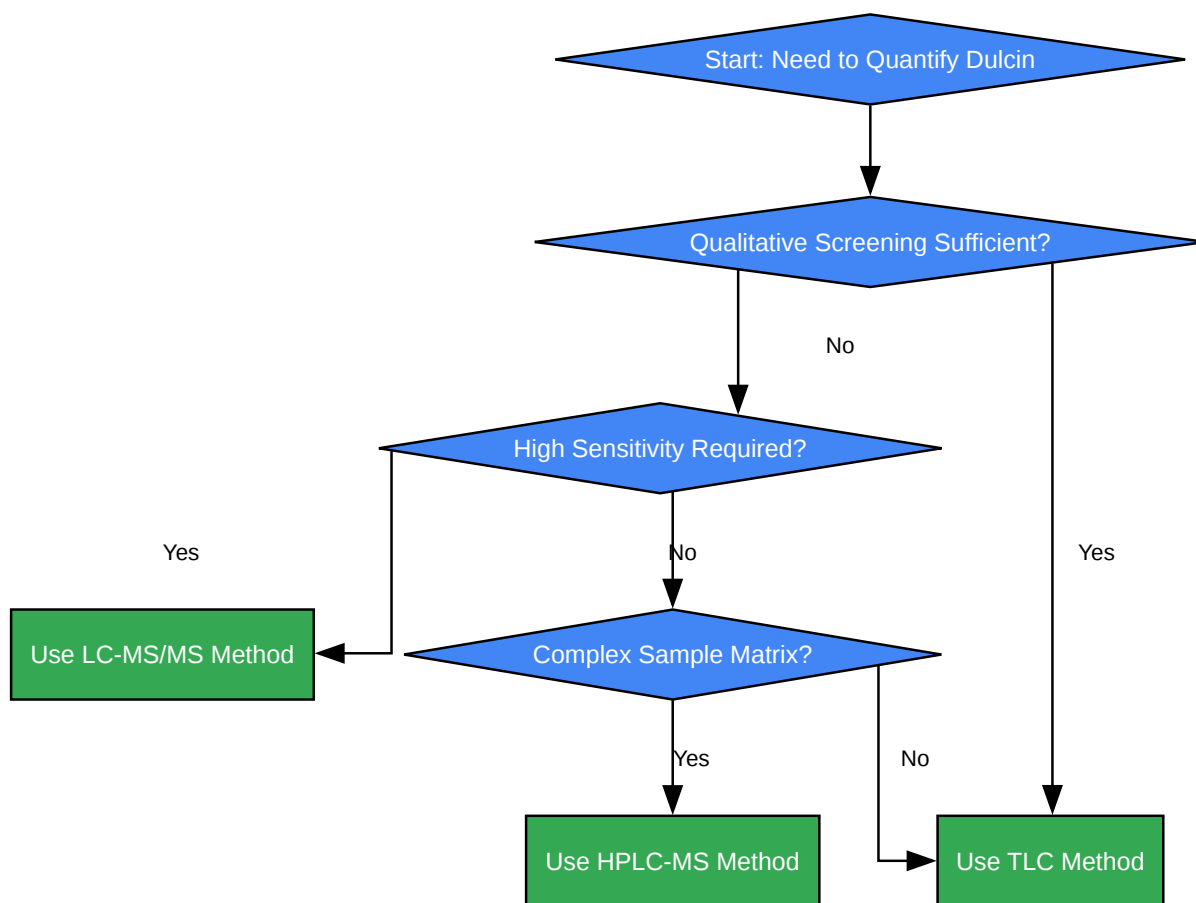 Start: Need to Quantify Dulcin
Qualitative Screening Sufficient?
No
High Sensitivity Required?
Yes
No
Yes
Use LC-MS/MS Method
Complex Sample Matrix?
Yes
No
Use HPLC-MS Method
Use TLC Method